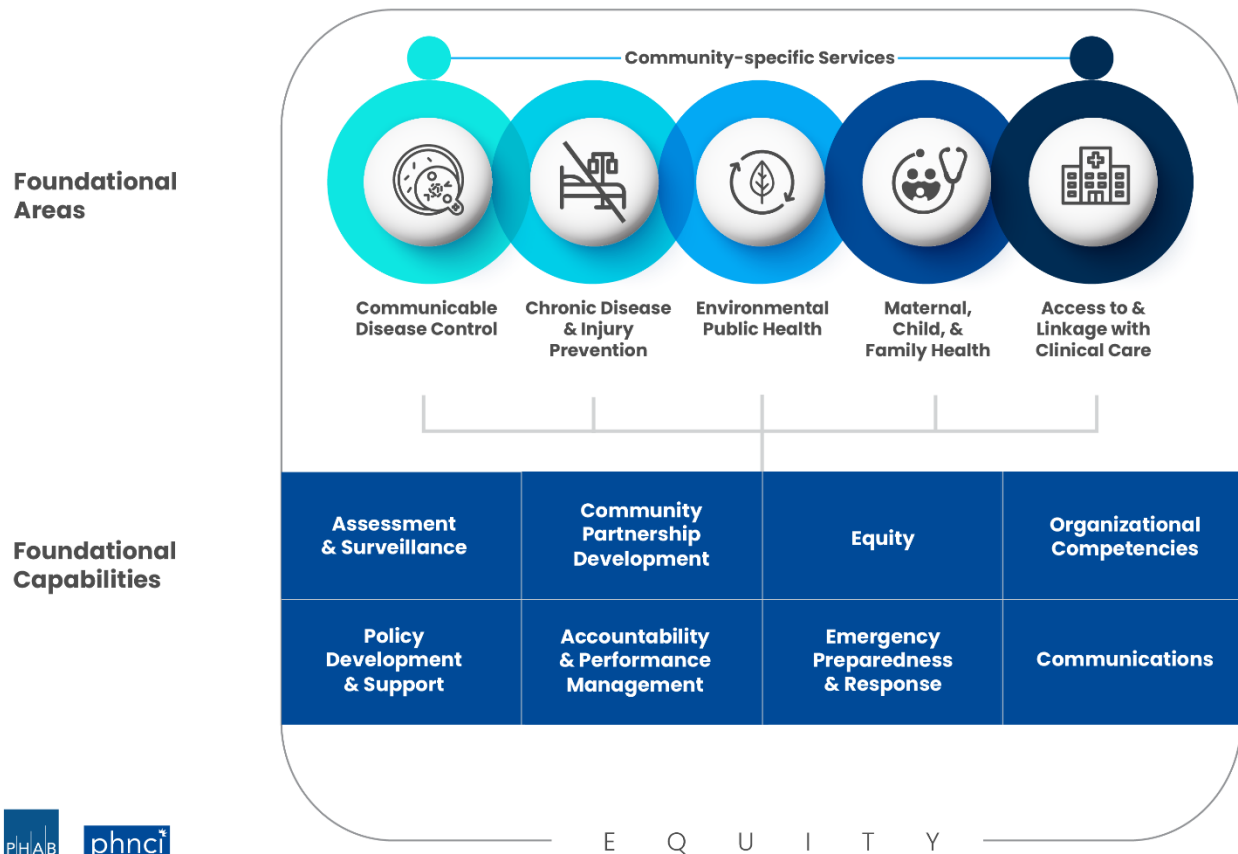 Community-specific Services
Foundational
Areas
Communicable
Disease Control
Chronic Disease
& Injury
Prevention
Environmental
Public Health
Maternal,
Child, &
Family Health
Access to &
Linkage with
Clinical Care
Foundational
Capabilities
Assessment
& Surveillance
Community
Partnership
Development
Equity
Organizational
Competencies
Policy
Development
& Support
Accountability
& Performance
Management
Emergency
Preparedness
& Response
Communications
PHAB
phnci
E Q U I T Y